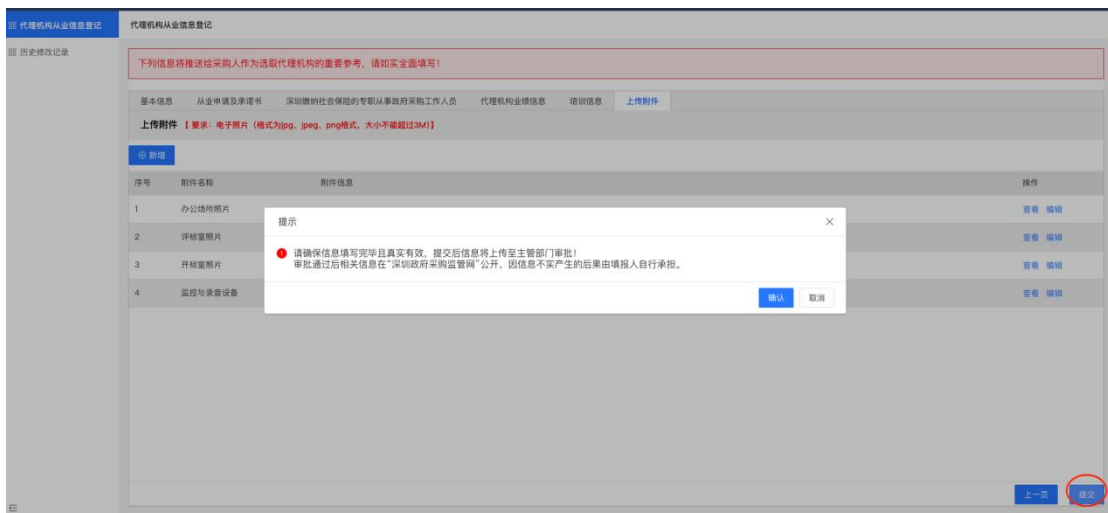 代理机构从业信息登记
代理机构从业信息登记
历史修改记录
下列信息将推送给采购人作为选取代理机构的重要参考，请如实全面填写！
基本信息 从业申请及承诺书 深圳缴纳社会保险的专职从事政府采购工作人员 代理机构业绩信息 培训信息 上传附件
上传附件 【 要求：电子照片（格式为jpg、jpeg、png格式，大小不能超过3M)】
新增
序号 附件名称 附件信息 操作
1 办公场所照片 查看 编辑
2 评标室照片 查看 编辑
3 开标室照片 查看 编辑
4 监控与录音设备 查看 编辑
提示
请确保信息填写完毕且真实有效，提交后信息将上传至主管部门审批！
审批通过后相关信息在“深圳政府采购监管网”公开，因信息不实产生的后果由填报人自行承担。
确认 取消
上一页 提交